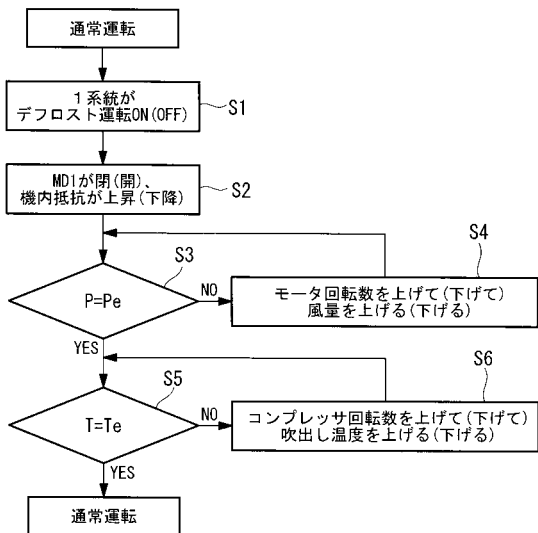 通常運転
1系統が
デフロスト運転ON(OFF)
S1
MD1が閉(開)、
機内抵抗が上昇(下降)
S2
S3
P=Pe
NO
YES
S4
モータ回転数を上げて(下げて)
風量を上げる(下げる)
S5
T=Te
NO
YES
S6
コンプレッサ回転数を上げて(下げて)
吹出し温度を上げる(下げる)
通常運転